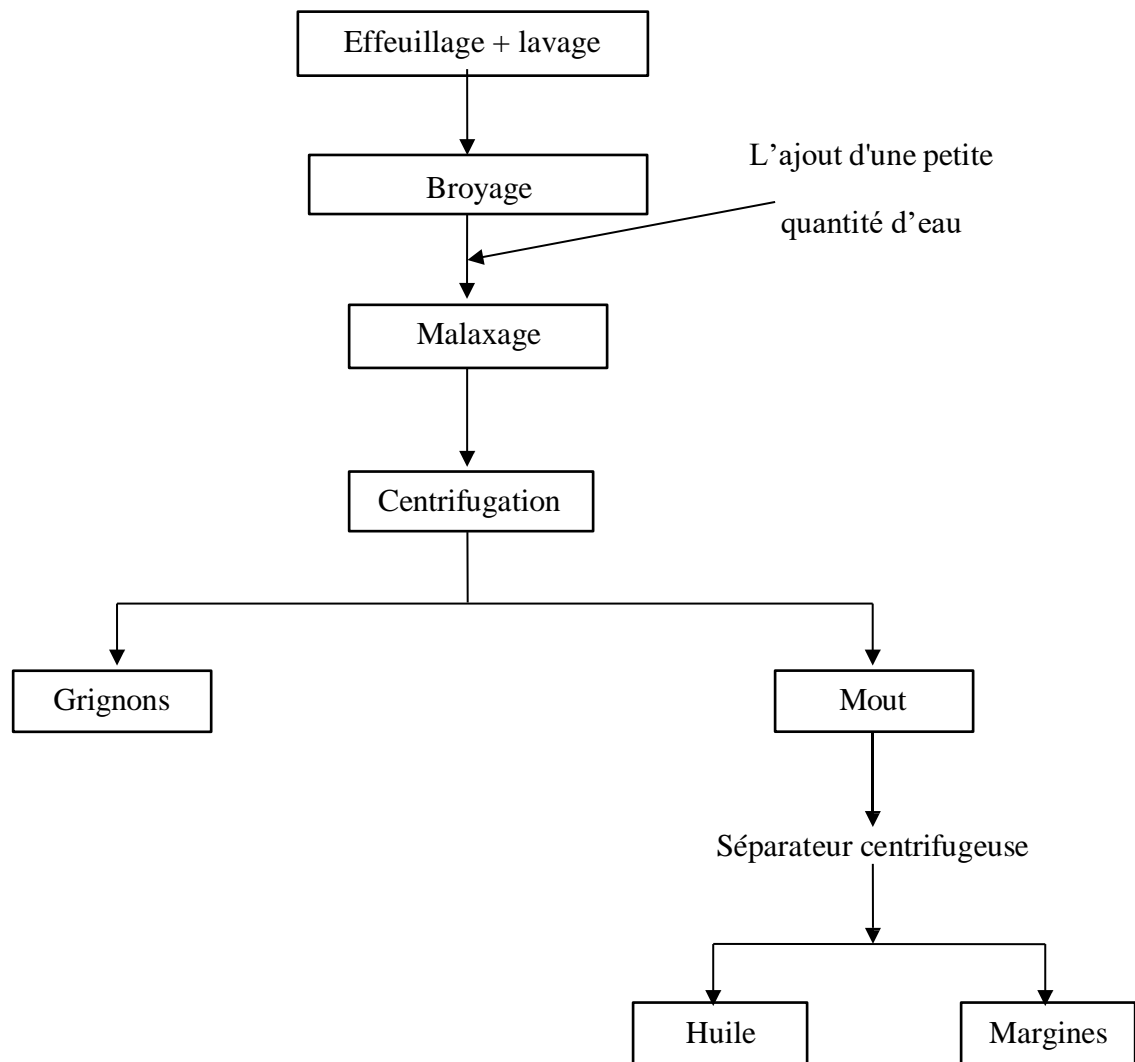 Effeuillage + lavage
L’ajout d'une petite
quantité d’eau
Broyage
Malaxage
Centrifugation
Grignons
Mout
Séparateur centrifugeuse
Huile
Margines